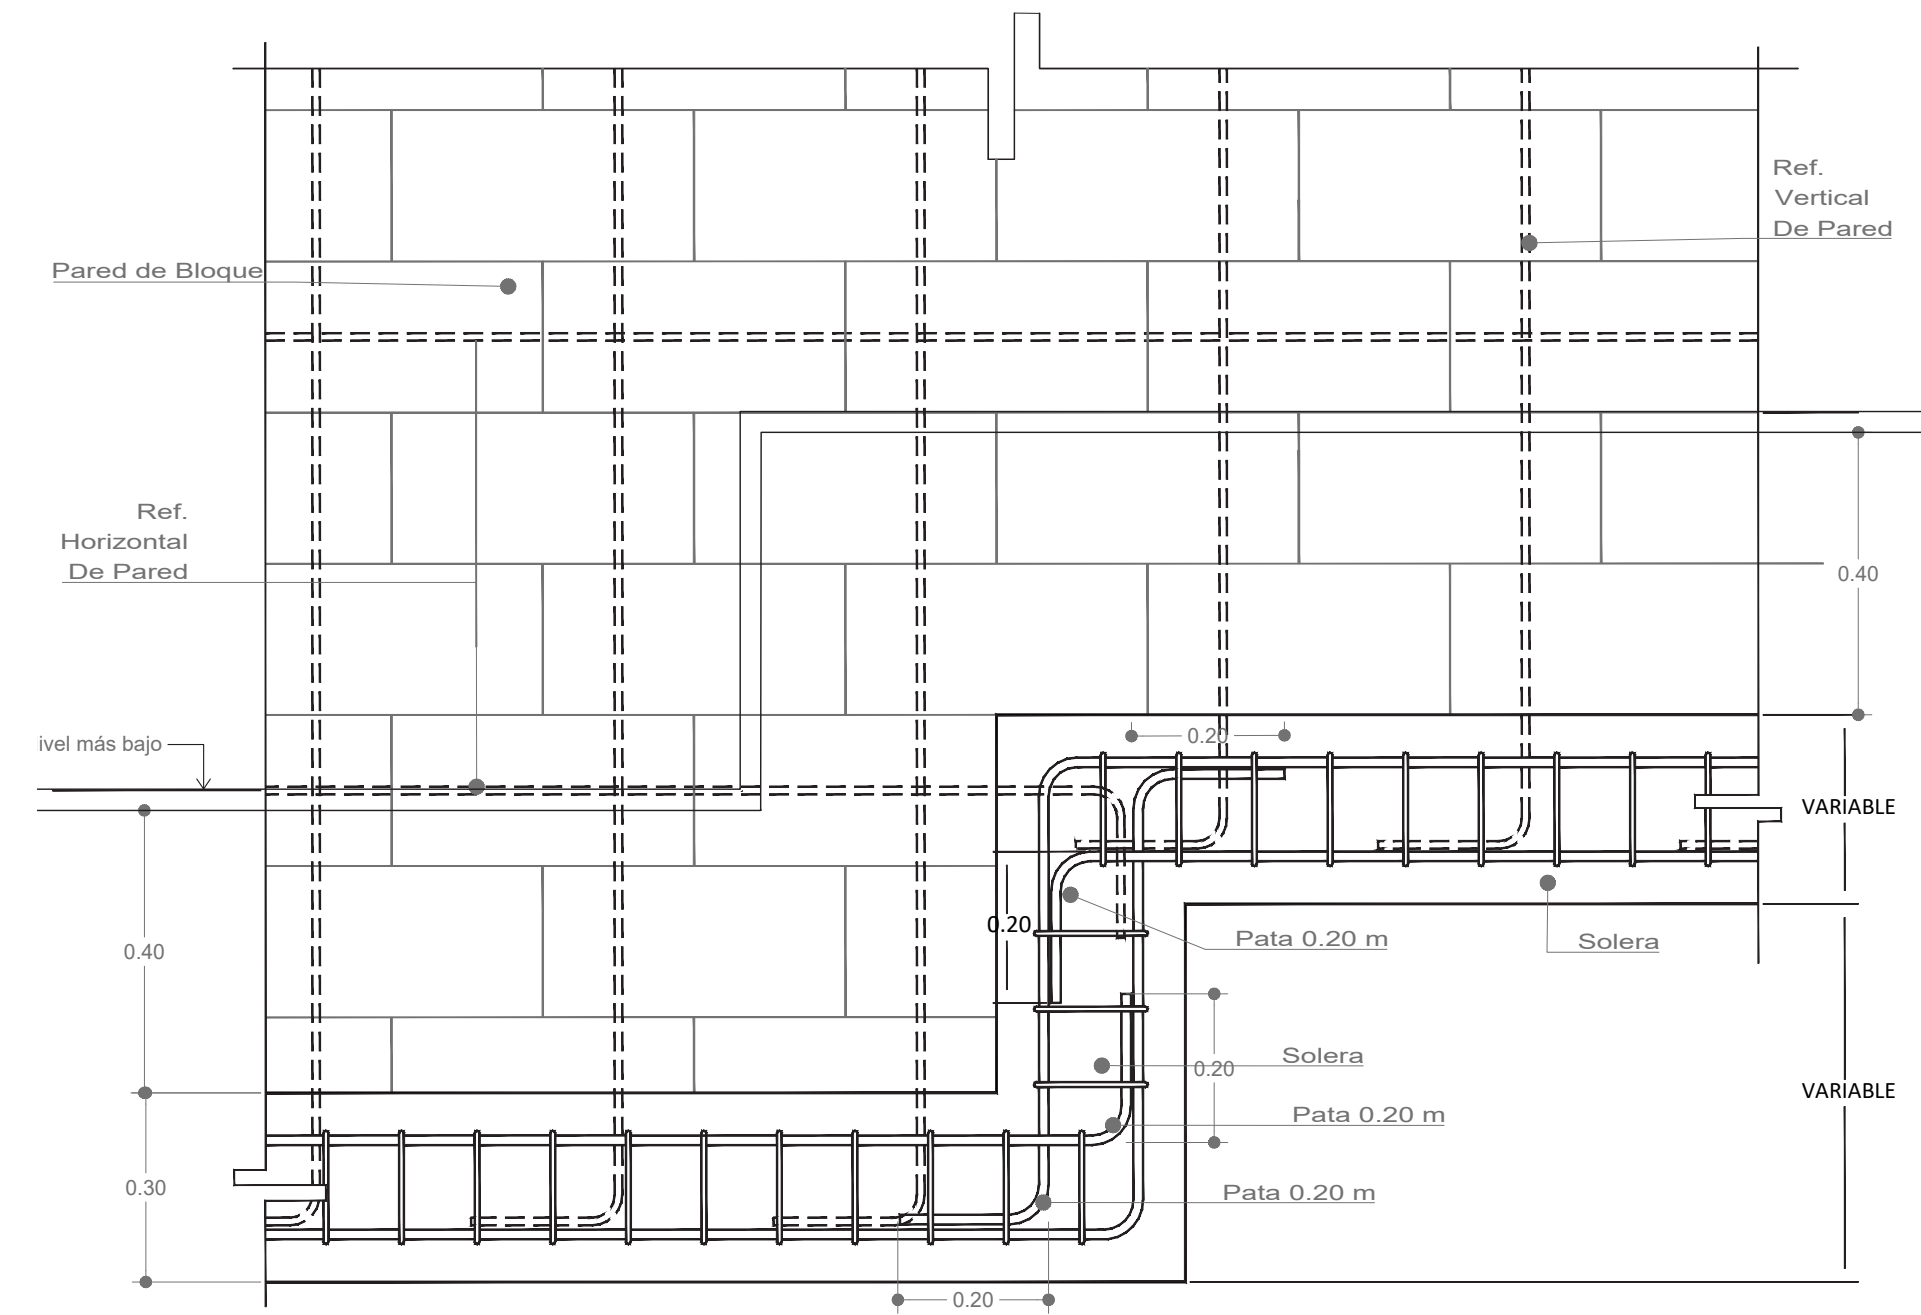 Ref.
Vertical
De Pared
Pared de Bloque
Ref.
Horizontal
De Pared
0.40
ivel más bajo
0.20
VARIABLE
0.20
Pata 0.20 m
Solera
0.40
Solera
0.20
VARIABLE
Pata 0.20 m
0.30
Pata 0.20 m
0.20